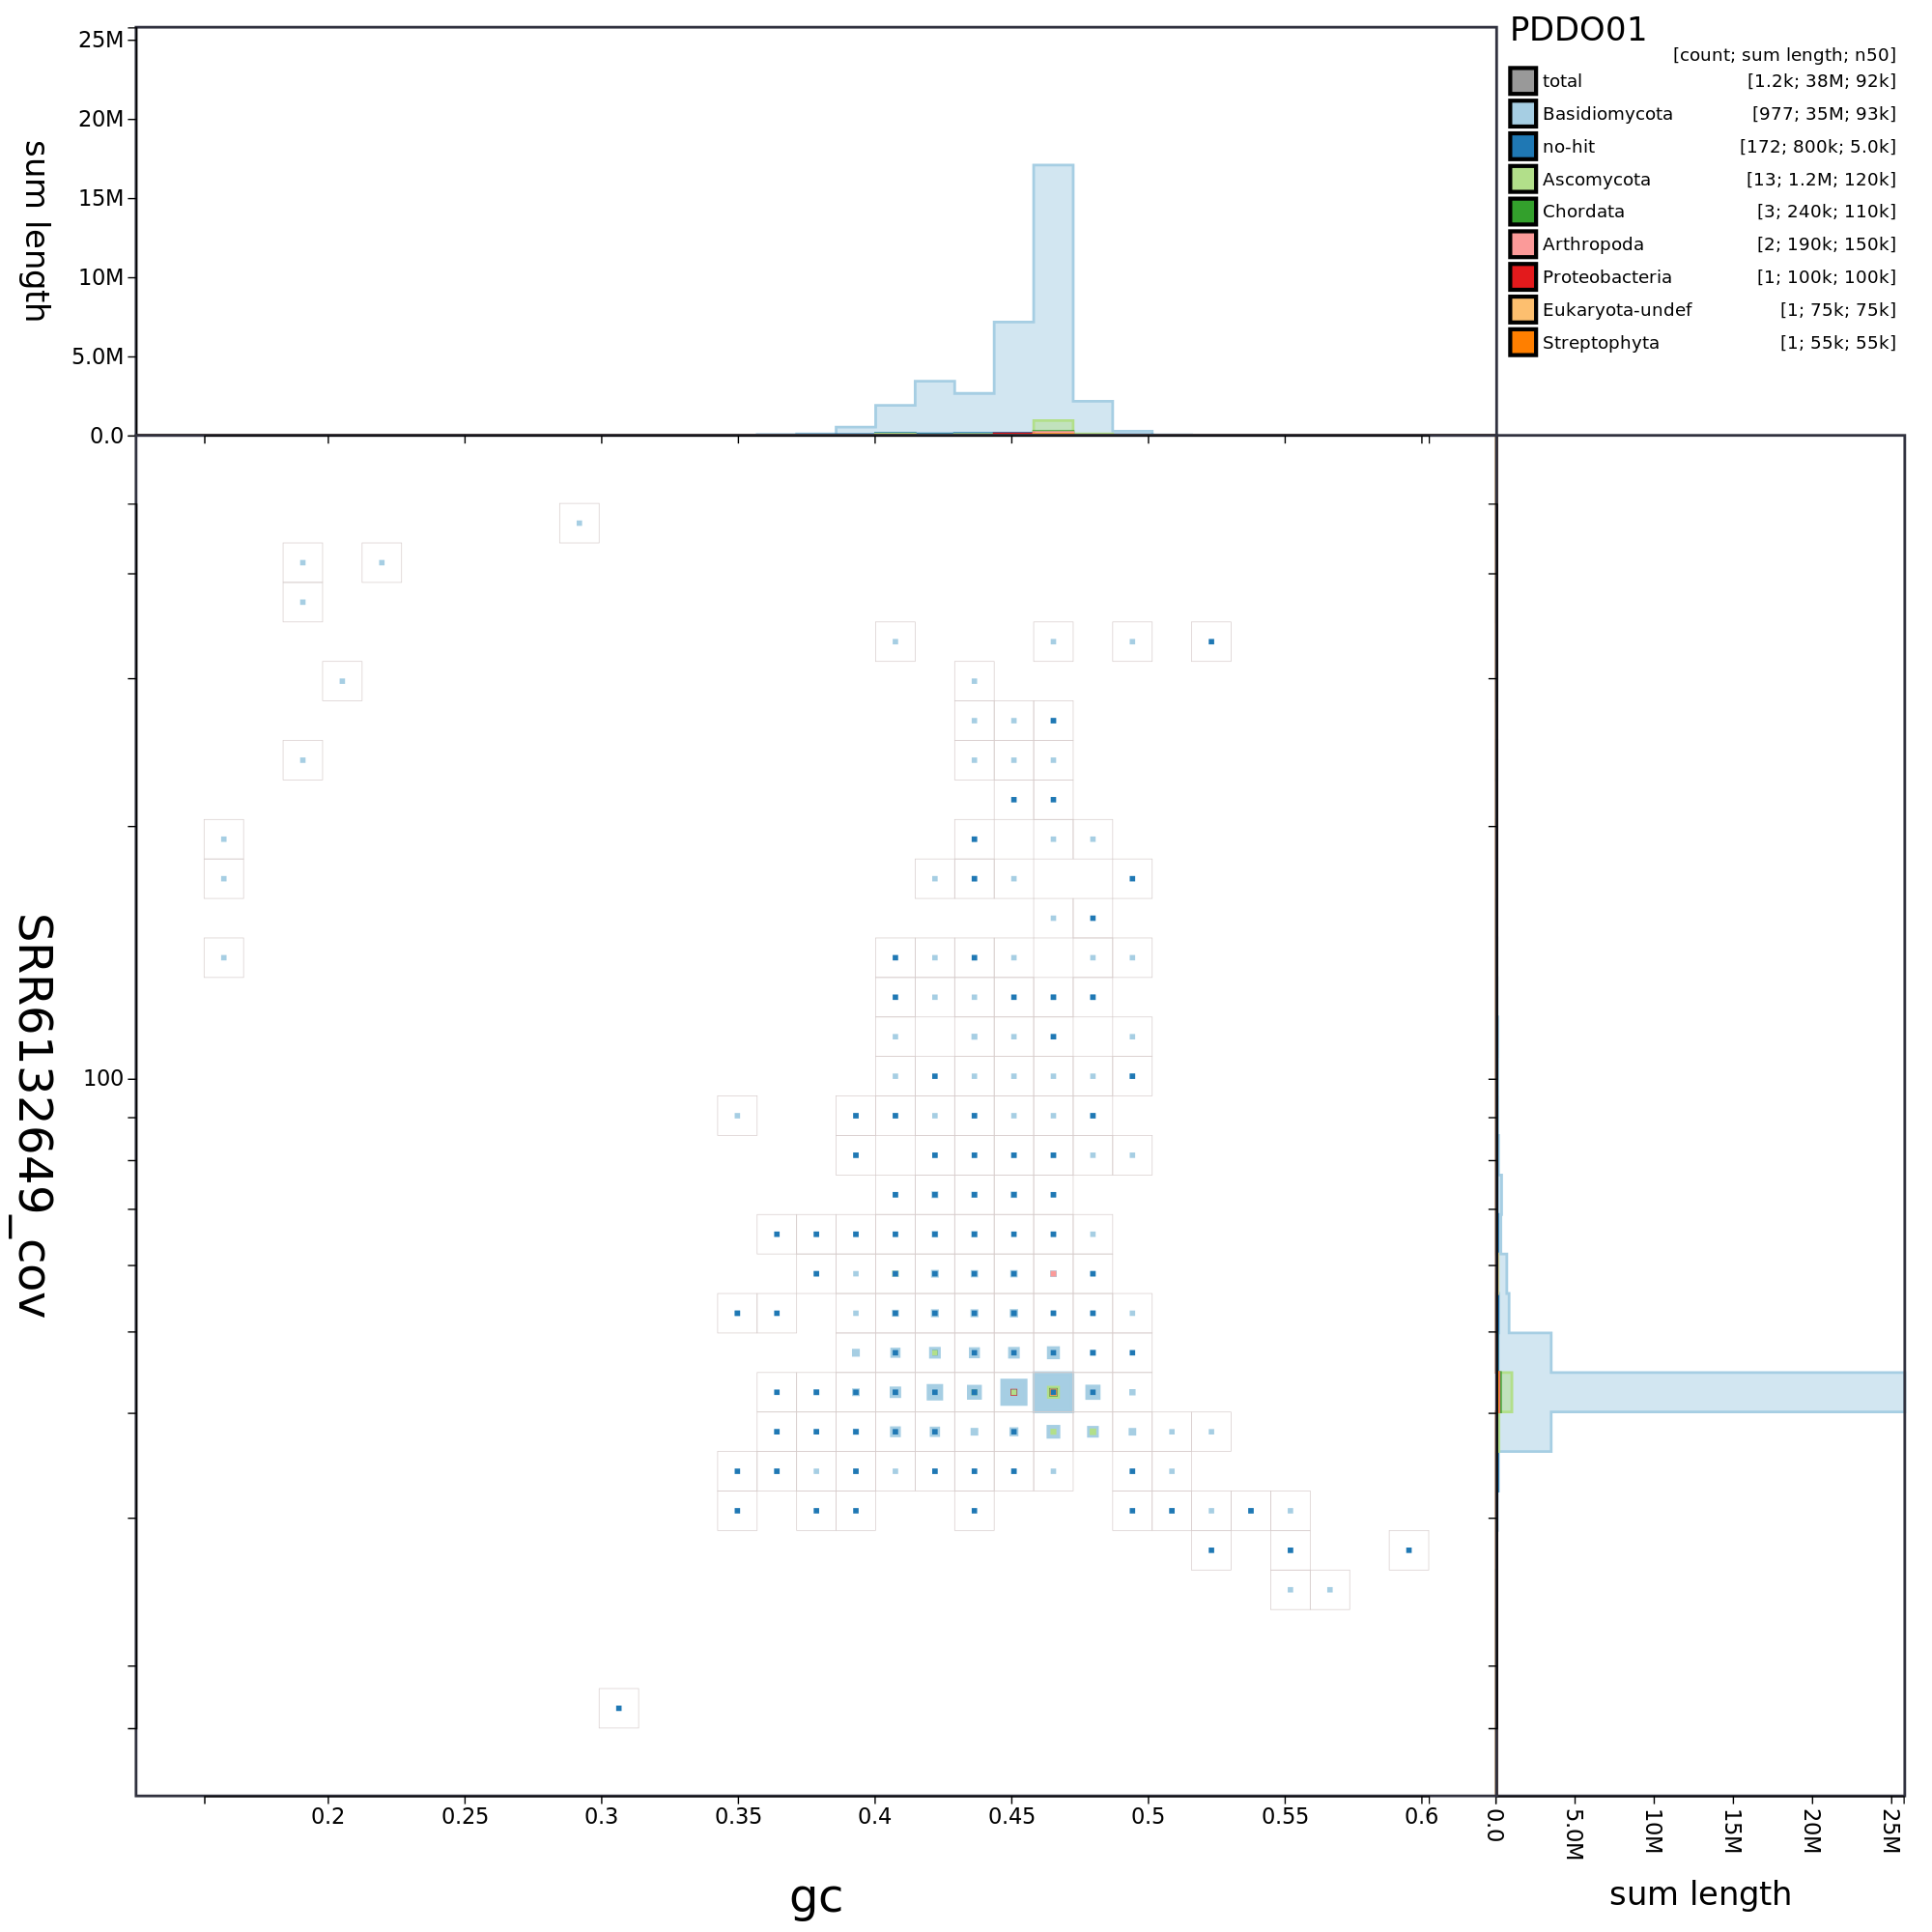 PDDO01
[count; sum length; n50]
total [1.2k; 38M; 92k]
Basidiomycota [977; 35M; 93k]
no-hit [172; 800k; 5.0k]
Ascomycota [13; 1.2M; 120k]
Chordata [3; 240k; 110k]
Arthropoda [2; 190k; 150k]
Proteobacteria [1; 100k; 100k]
Eukaryota-undef [1; 75k; 75k]
Streptophyta [1; 55k; 55k]
25M
20M
15M
10M
5.0M
0.0
sum length
100
SRR6132649_cov
0.2 0.25 0.3 0.35 0.4 0.45 0.5 0.55 0.6
gc
0.0 5.0M 10M 15M 20M 25M
sum length